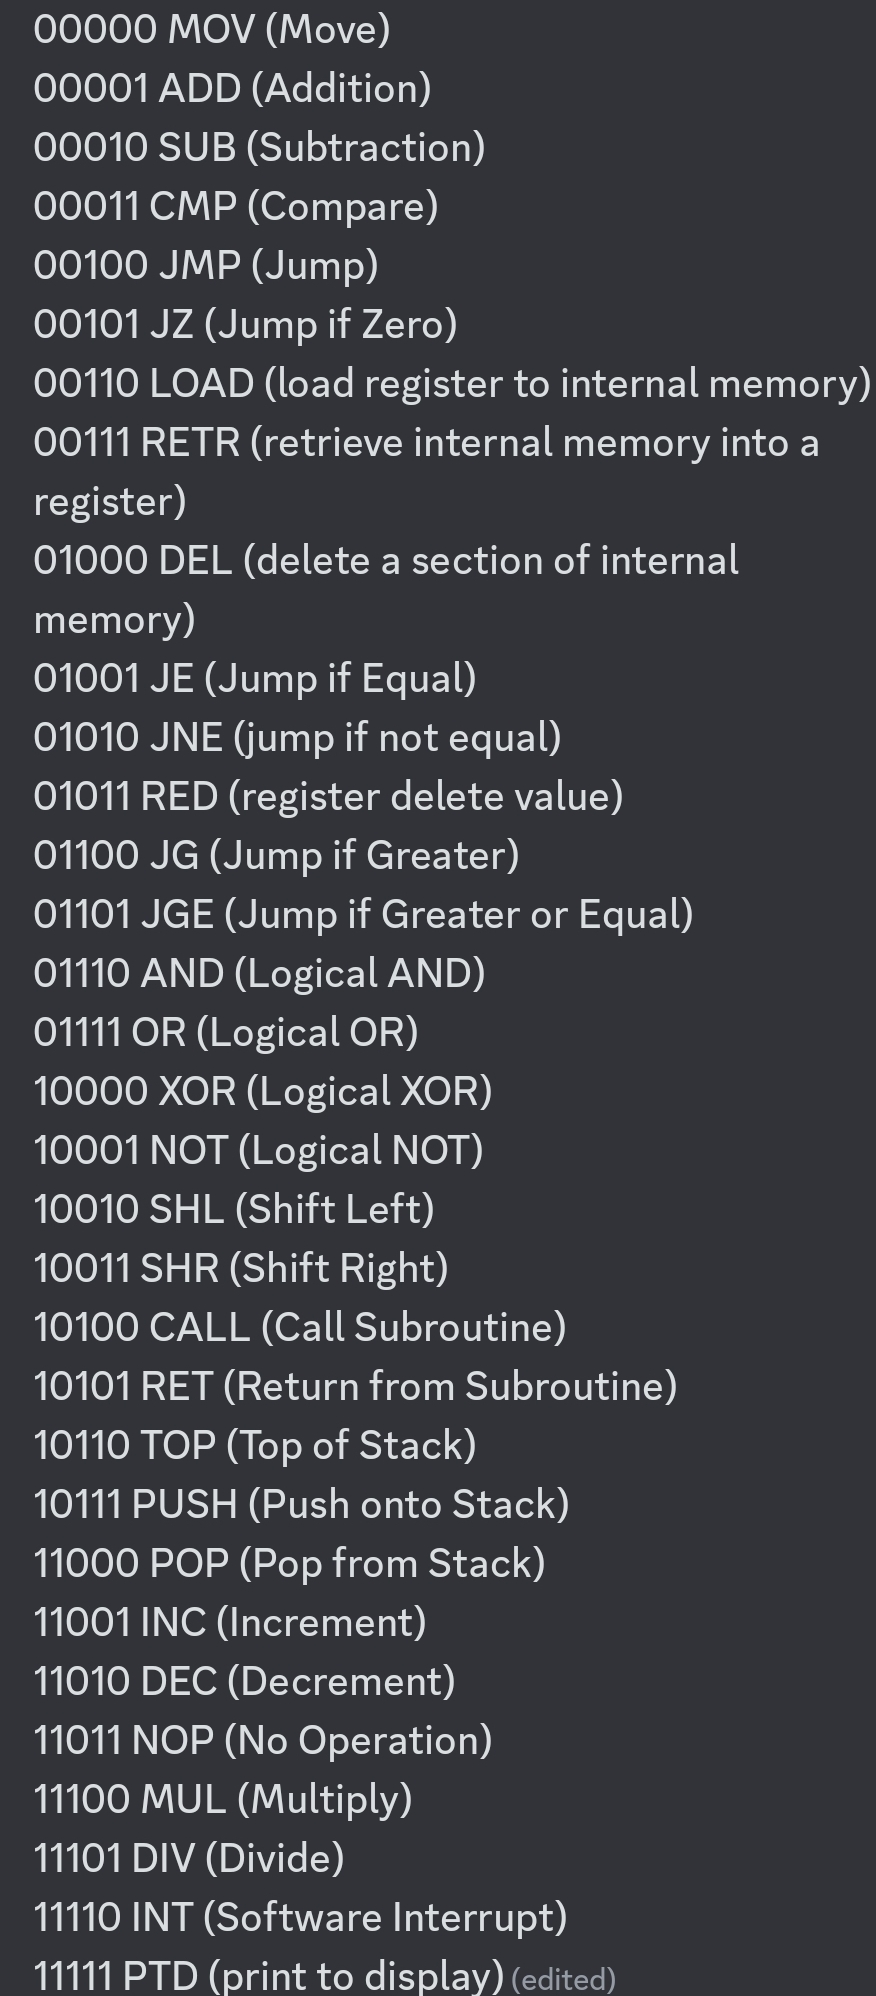 00000 MOV (Move)
00001 ADD (Addition)
00010 SUB (Subtraction)
00011 CMP (Compare)
00100 JMP (Jump)
00101 JZ (Jump if Zero)
00110 LOAD (load register to internal memory)
00111 RETR (retrieve internal memory into a
register)
01000 DEL (delete a section of internal
memory)
01001 JE (Jump if Equal)
01010 JNE (jump if not equal)
01011 RED (register delete value)
01100 JG (Jump if Greater)
01101 JGE (Jump if Greater or Equal)
01110 AND (Logical AND)
01111 OR (Logical OR)
10000 XOR (Logical XOR)
10001 NOT (Logical NOT)
10010 SHL (Shift Left)
10011 SHR (Shift Right)
10100 CALL (Call Subroutine)
10101 RET (Return from Subroutine)
10110 TOP (Top of Stack)
10111 PUSH (Push onto Stack)
11000 POP (Pop from Stack)
11001 INC (Increment)
11010 DEC (Decrement)
11011 NOP (No Operation)
11100 MUL (Multiply)
11101 DIV (Divide)
11110 INT (Software Interrupt)
11111 PTD (print to display) (edited)